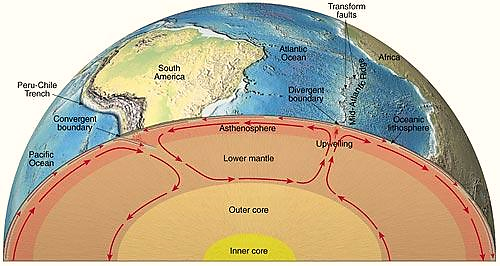 Transform
faults
Atlantic
Ocean
Africa
South
America
Peru-Chile
Trench
Divergent
boundary
Mid-Atlantic Ridge
Convergent
boundary
Oceanic
lithosphere
Asthenosphere
Upwelling
Pacific
Ocean
Lower mantle
Outer core
Inner core